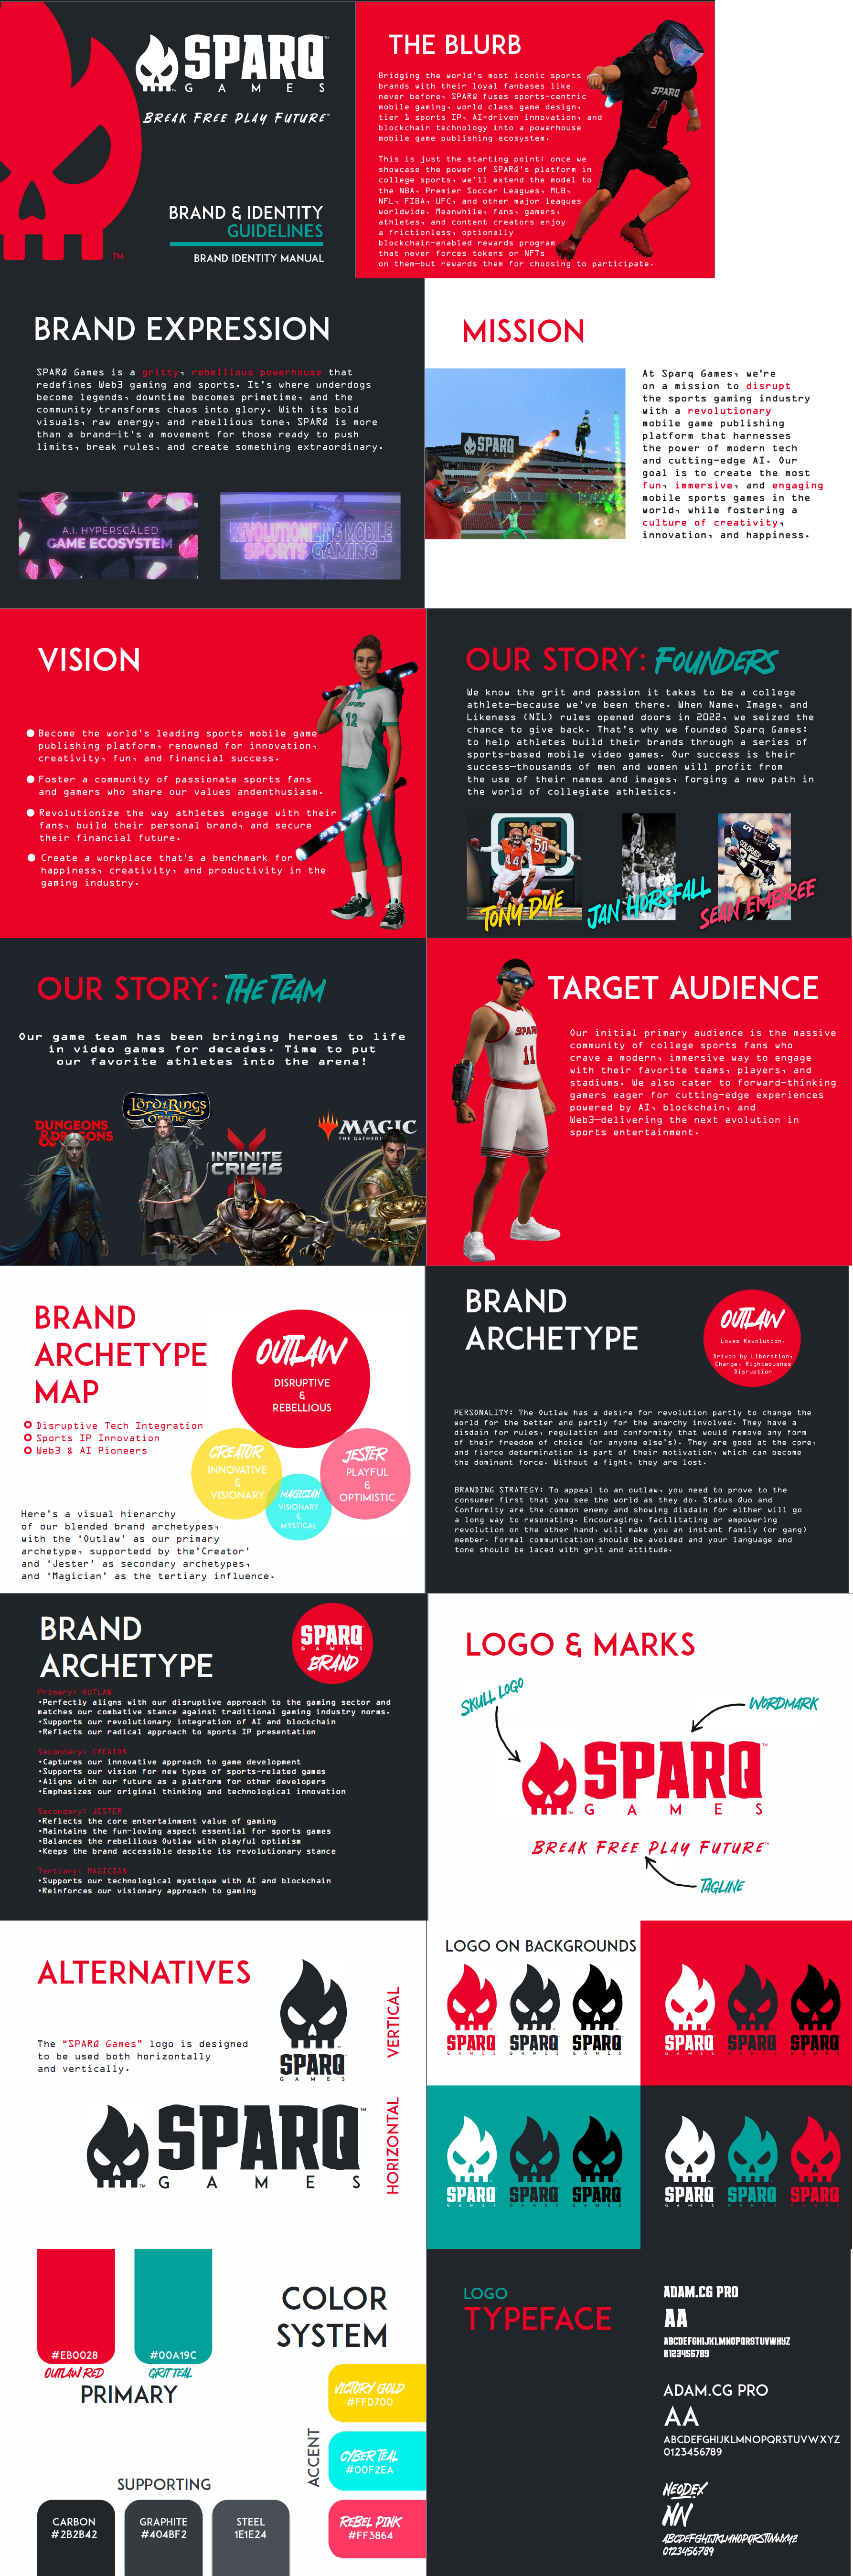 SPARQ™
GAMES
BREAK FREE PLAY FUTURE™
BRAND & IDENTITY
GUIDELINES
BRAND IDENTITY MANUAL
TM
THE BLURB
Bridging the world's most iconic sports
brands with their loyal fanbases like
never before, SPARQ fuses sports-centric
mobile gaming, world class game design,
tier 1 sports IP, AI-driven innovation, and
blockchain technology into a powerhouse
mobile game publishing ecosystem.
This is just the starting point: once we
showcase the power of SPARQ's platform in
college sports, we'll extend the model to
the NBA, Premier Soccer Leagues, MLB,
NFL, FIBA, UFC, and other major leagues
worldwide. Meanwhile, fans, gamers,
athletes, and content creators enjoy
a frictionless, optionally
blockchain-enabled rewards program
that never forces tokens or NFTs
on them—but rewards them for choosing to participate.
SPARQ
1
BRAND EXPRESSION
SPARQ Games is a gritty, rebellious powerhouse that
redefines Web3 gaming and sports. It's where underdogs
become legends, downtime becomes primetime, and the
community transforms chaos into glory. With its bold
visuals, raw energy, and rebellious tone, SPARQ is more
than a brand—it's a movement for those ready to push
limits, break rules, and create something extraordinary.
A.I. HYPERSCALED
GAME ECOSYSTEM
REVOLUTIONIZING MOBILE
SPORTS GAMING
MISSION
SPARQ
At Sparq Games, we're
on a mission to disrupt
the sports gaming industry
with a revolutionary
mobile game publishing
platform that harnesses
the power of modern tech
and cutting-edge AI. Our
goal is to create the most
fun, immersive, and engaging
mobile sports games in the
world, while fostering a
culture of creativity,
innovation, and happiness.
VISION
Become the world's leading sports mobile game
publishing platform, renowned for innovation,
creativity, fun, and financial success.
Foster a community of passionate sports fans
and gamers who share our values andenthusiasm.
Revolutionize the way athletes engage with their
fans, build their personal brand, and secure
their financial future.
Create a workplace that's a benchmark for
happiness, creativity, and productivity in the
gaming industry.
12
OUR STORY: FOUNDERS
We know the grit and passion it takes to be a college
athlete—because we've been there. When Name, Image, and
Likeness (NIL) rules opened doors in 2022, we seized the
chance to give back. That's why we founded Sparq Games:
to help athletes build their brands through a series of
sports-based mobile video games. Our success is their
success—thousands of men and women will profit from
the use of their names and images, forging a new path in
the world of collegiate athletics.
44
50
TONY DYE
JAN HORSFALL
SEAN EMBREE
OUR STORY: THE TEAM
Our game team has been bringing heroes to life
in video games for decades. Time to put
our favorite athletes into the arena!
DUNGEONS
& DRAGONS
The Lord of the Rings
Online
INFINITE
CRISIS
MAGIC
THE GATHERING
TARGET AUDIENCE
SPARQ
11
Our initial primary audience is the massive
community of college sports fans who
crave a modern, immersive way to engage
with their favorite teams, players, and
stadiums. We also cater to forward-thinking
gamers eager for cutting-edge experiences
powered by AI, blockchain, and
Web3—delivering the next evolution in
sports entertainment.
BRAND
ARCHETYPE
MAP
Disruptive Tech Integration
Sports IP Innovation
Web3 & AI Pioneers
OUTLAW
DISRUPTIVE
&
REBELLIOUS
CREATOR
INNOVATIVE
&
VISIONARY
JESTER
PLAYFUL
&
OPTIMISTIC
MAGICIAN
VISIONARY
&
MYSTICAL
Here's a visual hierarchy
of our blended brand archetypes,
with the 'Outlaw' as our primary
archetype, supportedd by the'Creator'
and 'Jester' as secondary archetypes,
and 'Magician' as the tertiary influence.
BRAND
ARCHETYPE
OUTLAW
Loves Revolution.
Driven by Liberation,
Change, Righteousnss
Disruption
PERSONALITY: The Outlaw has a desire for revolution partly to change the
world for the better and partly for the anarchy involved. They have a
disdain for rules, regulation and conformity that would remove any form
of their freedom of choice (or anyone else's). They are good at the core,
and fierce determination is part of their motivation, which can become
the dominant force. Without a fight, they are lost.
BRANDING STRATEGY: To appeal to an outlaw, you need to prove to the
consumer first that you see the world as they do. Status Quo and
Conformity are the common enemy and showing disdain for either will go
a long way to resonating. Encouraging, facilitating or empowering
revolution on the other hand, will make you an instant family (or gang)
member. Formal communication should be avoided and your language and
tone should be laced with grit and attitude.
BRAND
ARCHETYPE
SPARQ
GAMES
BRAND
Primary: OUTLAW
•Perfectly aligns with our disruptive approach to the gaming sector and
matches our combative stance against traditional gaming industry norms.
•Supports our revolutionary integration of AI and blockchain
•Reflects our radical approach to sports IP presentation
Secondary: CREATOR
•Captures our innovative approach to game development
•Supports our vision for new types of sports-related games
•Aligns with our future as a platform for other developers
•Emphasizes our original thinking and technological innovation
Secondary: JESTER
•Reflects the core entertainment value of gaming
•Maintains the fun-loving aspect essential for sports games
•Balances the rebellious Outlaw with playful optimism
•Keeps the brand accessible despite its revolutionary stance
Tertiary: MAGICIAN
•Supports our technological mystique with AI and blockchain
•Reinforces our visionary approach to gaming
LOGO & MARKS
SKULL LOGO
WORDMARK
SPARQ™
GAMES
BREAK FREE PLAY FUTURE™
TAGLINE
ALTERNATIVES
The "SPARQ Games" logo is designed
to be used both horizontally
and vertically.
SPARQ
GAMES
VERTICAL
SPARQ™
GAMES
HORIZONTAL
LOGO ON BACKGROUNDS
SPARQ SPARQ SPARQ
GAMES GAMES GAMES
SPARQ SPARQ SPARQ
GAMES GAMES GAMES
SPARQ SPARQ SPARQ
GAMES GAMES GAMES
SPARQ SPARQ SPARQ
GAMES GAMES GAMES
#EB0028
OUTLAW RED
#00A19C
GRIT TEAL
PRIMARY
COLOR
SYSTEM
VICTORY GOLD
#FFD700
CYBER TEAL
#00F2EA
REBEL PINK
#FF3864
ACCENT
SUPPORTING
CARBON
#2B2B42
GRAPHITE
#404BF2
STEEL
1E1E24
LOGO
TYPEFACE
ADAM.CG PRO
AA
ABCDEFGHIJKLMNOPQRSTUVWXYZ
0123456789
ADAM.CG PRO
AA
ABCDEFGHIJKLMNOPQRSTUVWXYZ
0123456789
NEODEX
NN
ABCDEFGHIJKLMNOPQRSTUVWXYZ
0123456789